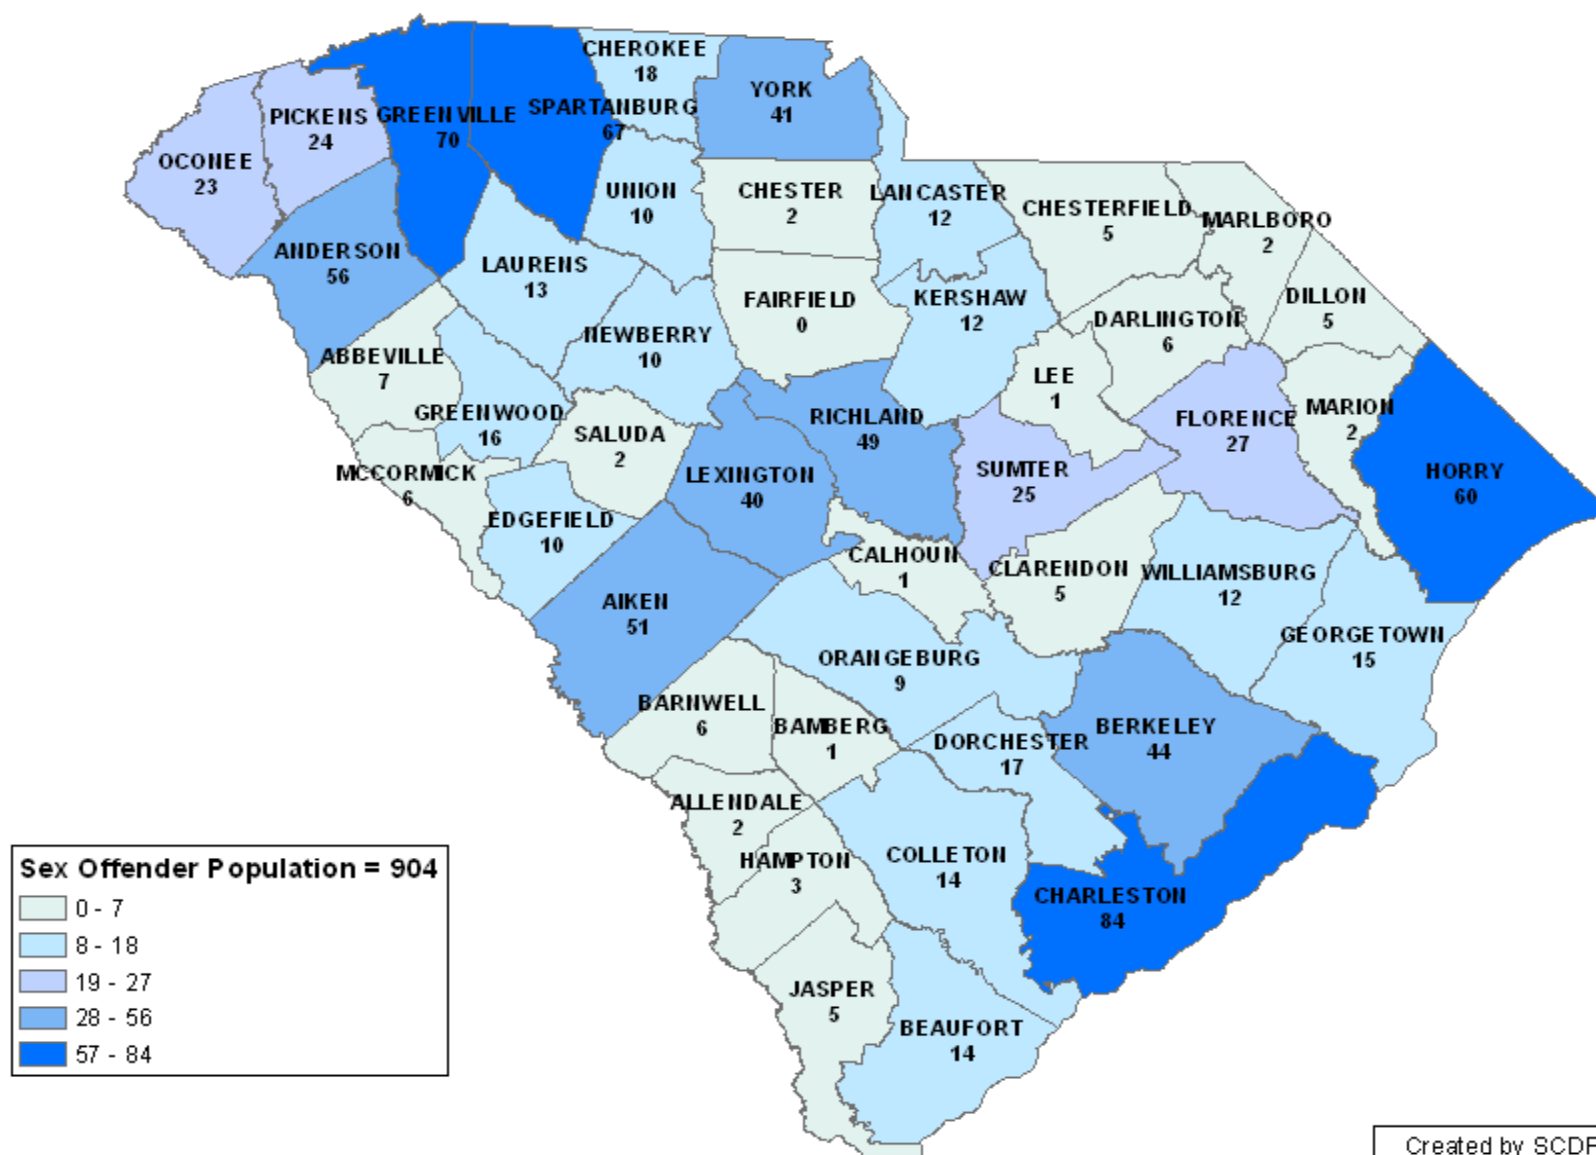 CHEROKEE
18
YORK
41
SPARTANBURG
67
GREENVILLE
70
PICKENS
24
OCONEE
23
UNION
10
CHESTER
2
LANCASTER
12
CHESTERFIELD
5
MARLBORO
2
ANDERSON
56
LAURENS
13
FAIRFIELD
0
KERSHAW
12
DILLON
5
DARLINGTON
6
NEWBERRY
10
ABBEVILLE
7
LEE
1
GREENWOOD
16
SALUDA
2
RICHLAND
49
FLORENCE
27
MARION
2
MCCORMICK
6
LEXINGTON
40
SUMTER
25
HORRY
60
EDGEFIELD
10
CALHOUN
1
CLARENDON
5
WILLIAMSBURG
12
AIKEN
51
GEORGETOWN
15
ORANGEBURG
9
BARNWELL
6
BAMBERG
1
DORCHESTER
17
BERKELEY
44
ALLENDALE
2
HAMPTON
3
COLLETON
14
CHARLESTON
84
JASPER
5
BEAUFORT
14
Sex Offender Population = 904
0 - 7
8 - 18
19 - 27
28 - 56
57 - 84
Created by SCDP